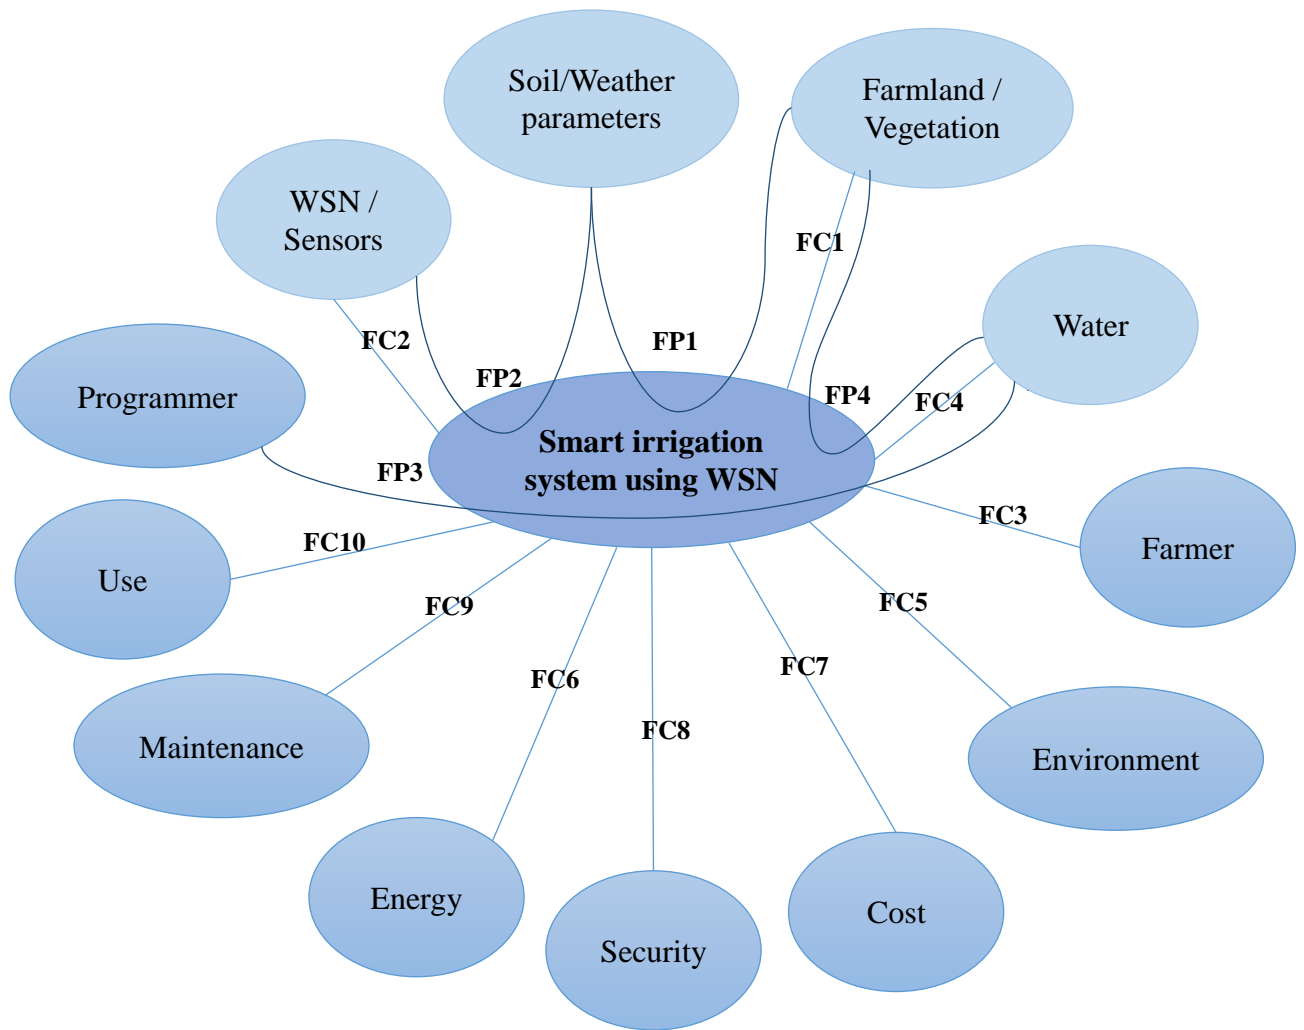 Soil/Weather
parameters
Farmland /
Vegetation
WSN /
Sensors
FC1
Water
FC2
FP1
Programmer
FP2
FP4
FC4
Smart irrigation
system using WSN
FP3
FC3
FC10
Farmer
Use
FC9
FC5
FC6
FC7
FC8
Maintenance
Environment
Energy
Cost
Security